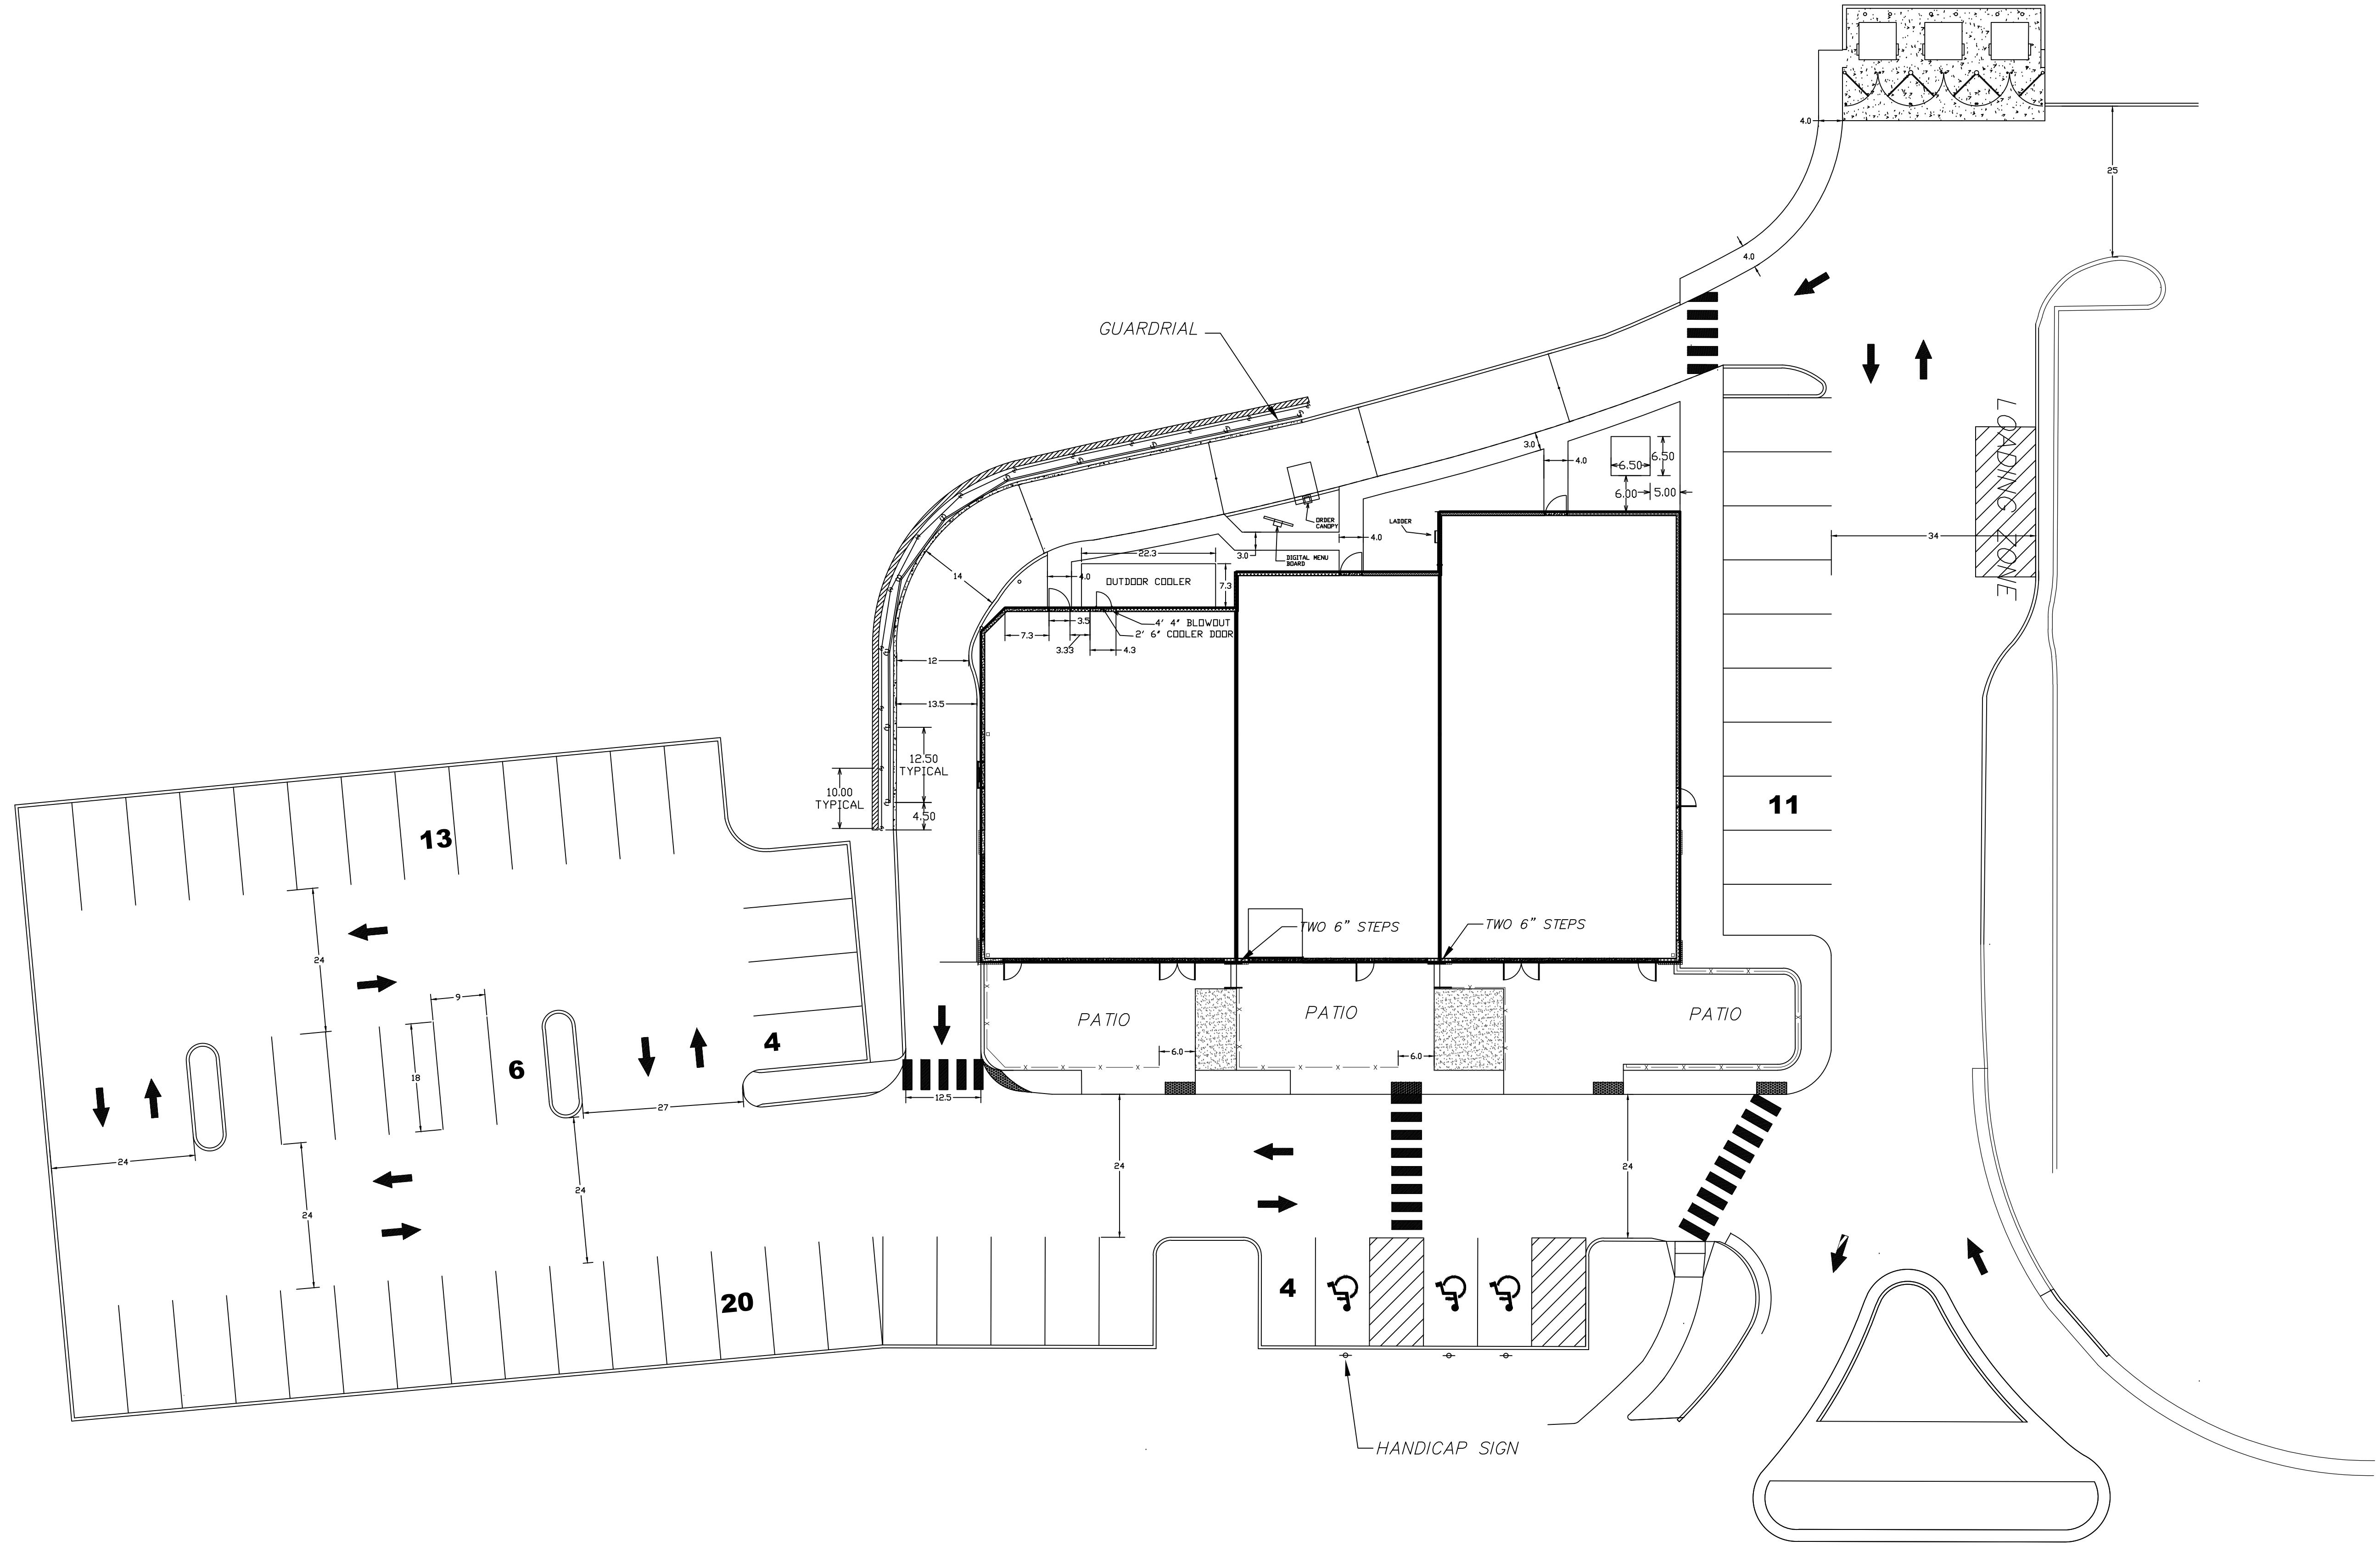 4.0
25
4.0
GUARDRIAL
LOADING ZONE
3.0
4.0
6.50
6.50
6.00
5.00
ORDER
CANOPY
LADDER
34
4.0
3.0
DIGITAL MENU
BOARD
22.3
14
4.0
OUTDOOR COOLER
7.3
3.5
4' 4" BLOWOUT
7.3
2' 6" COOLER DOOR
3.33
4.3
12
13.5
12.50
TYPICAL
10.00
TYPICAL
4.50
11
13
TWO 6" STEPS
TWO 6" STEPS
24
9
PATIO
PATIO
PATIO
4
6
18
6.0
6.0
27
12.5
24
24
24
24
24
20
4
HANDICAP SIGN